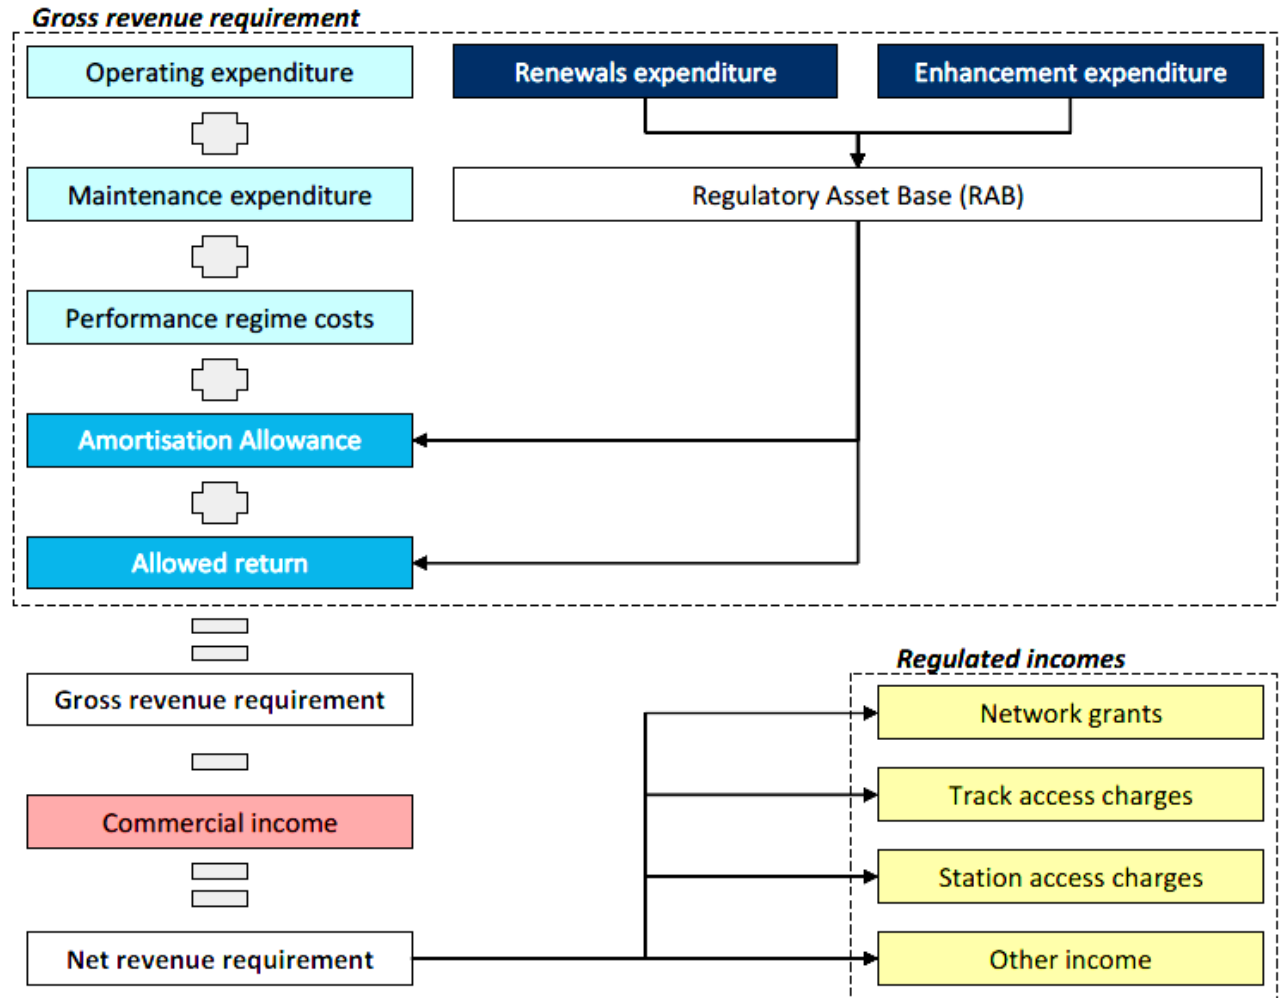 Gross revenue requirement
Operating expenditure
Renewals expenditure
Enhancement expenditure
Maintenance expenditure
Regulatory Asset Base (RAB)
Performance regime costs
Amortisation Allowance
Allowed return
Gross revenue requirement
Commercial income
Net revenue requirement
Regulated incomes
Network grants
Track access charges
Station access charges
Other income